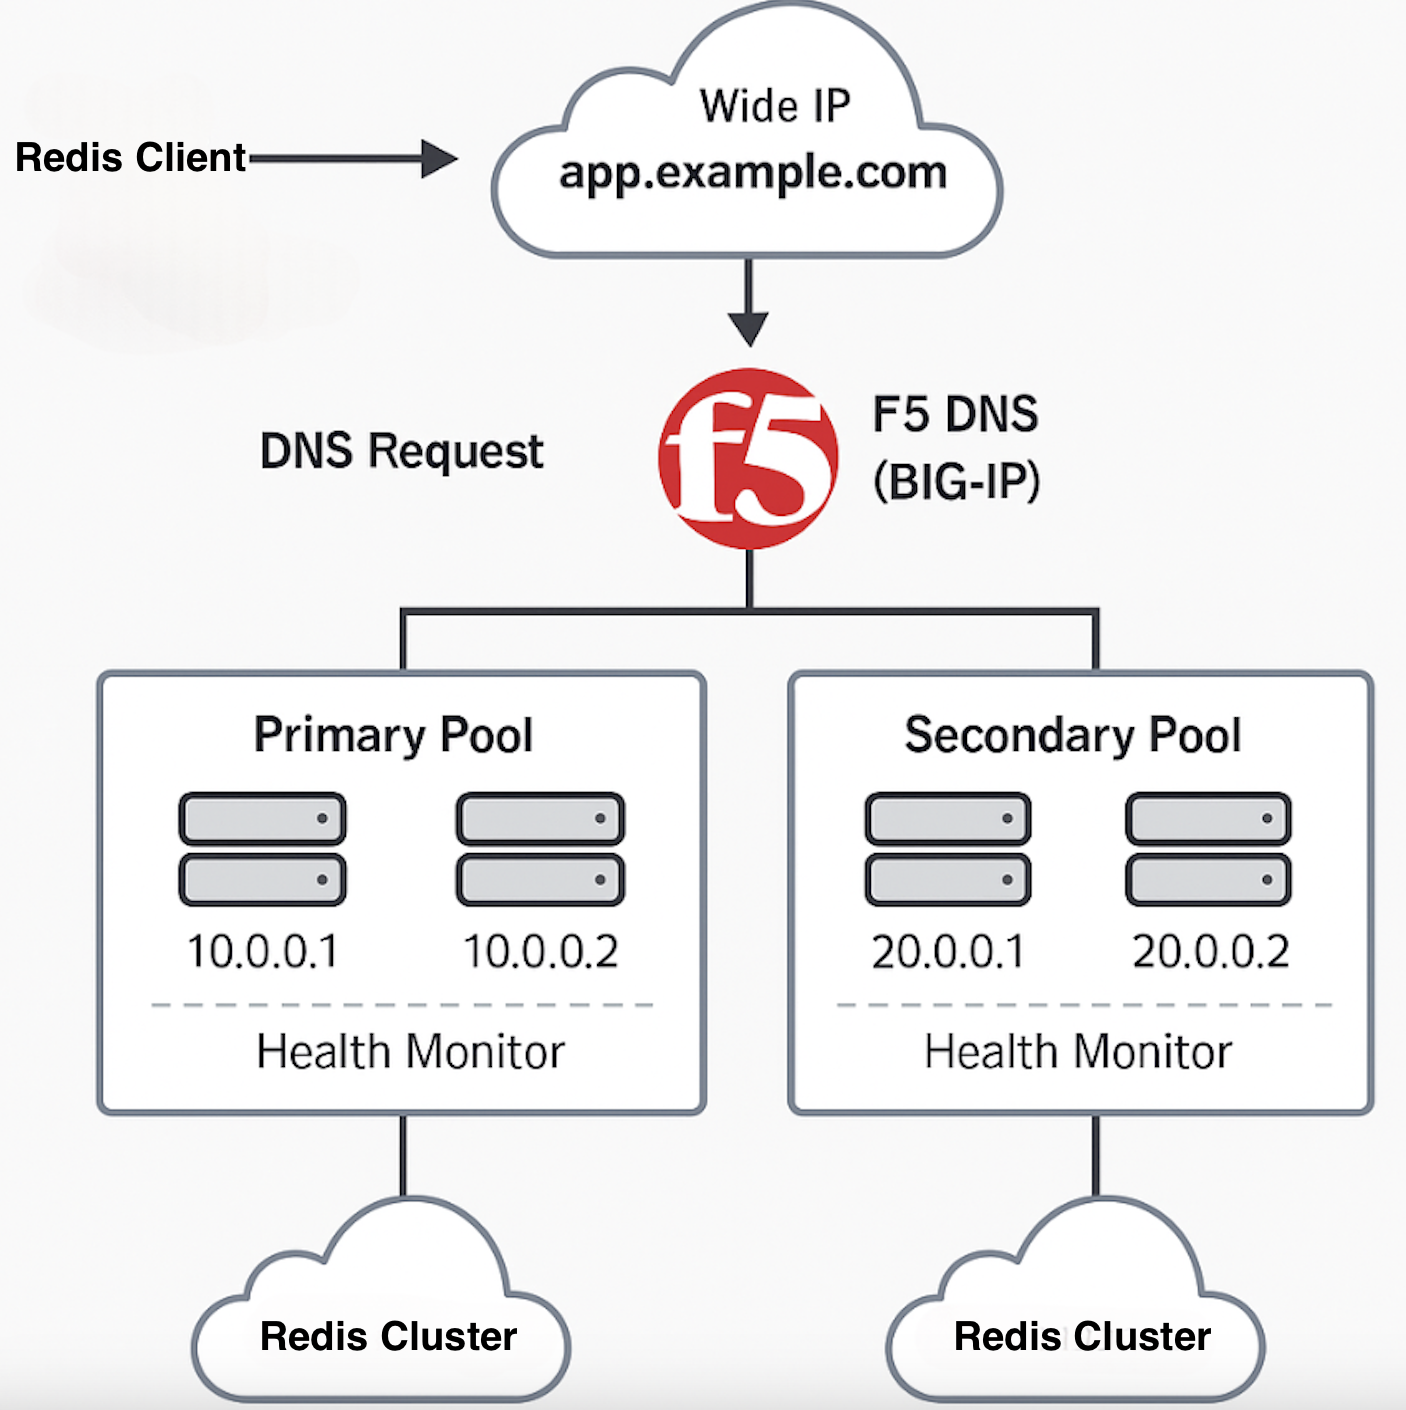 Wide IP
Redis Client
app.example.com
f5
F5 DNS
(BIG-IP)
DNS Request
Primary Pool
10.0.0.1
10.0.0.2
Health Monitor
Secondary Pool
20.0.0.1
20.0.0.2
Health Monitor
Redis Cluster
Redis Cluster